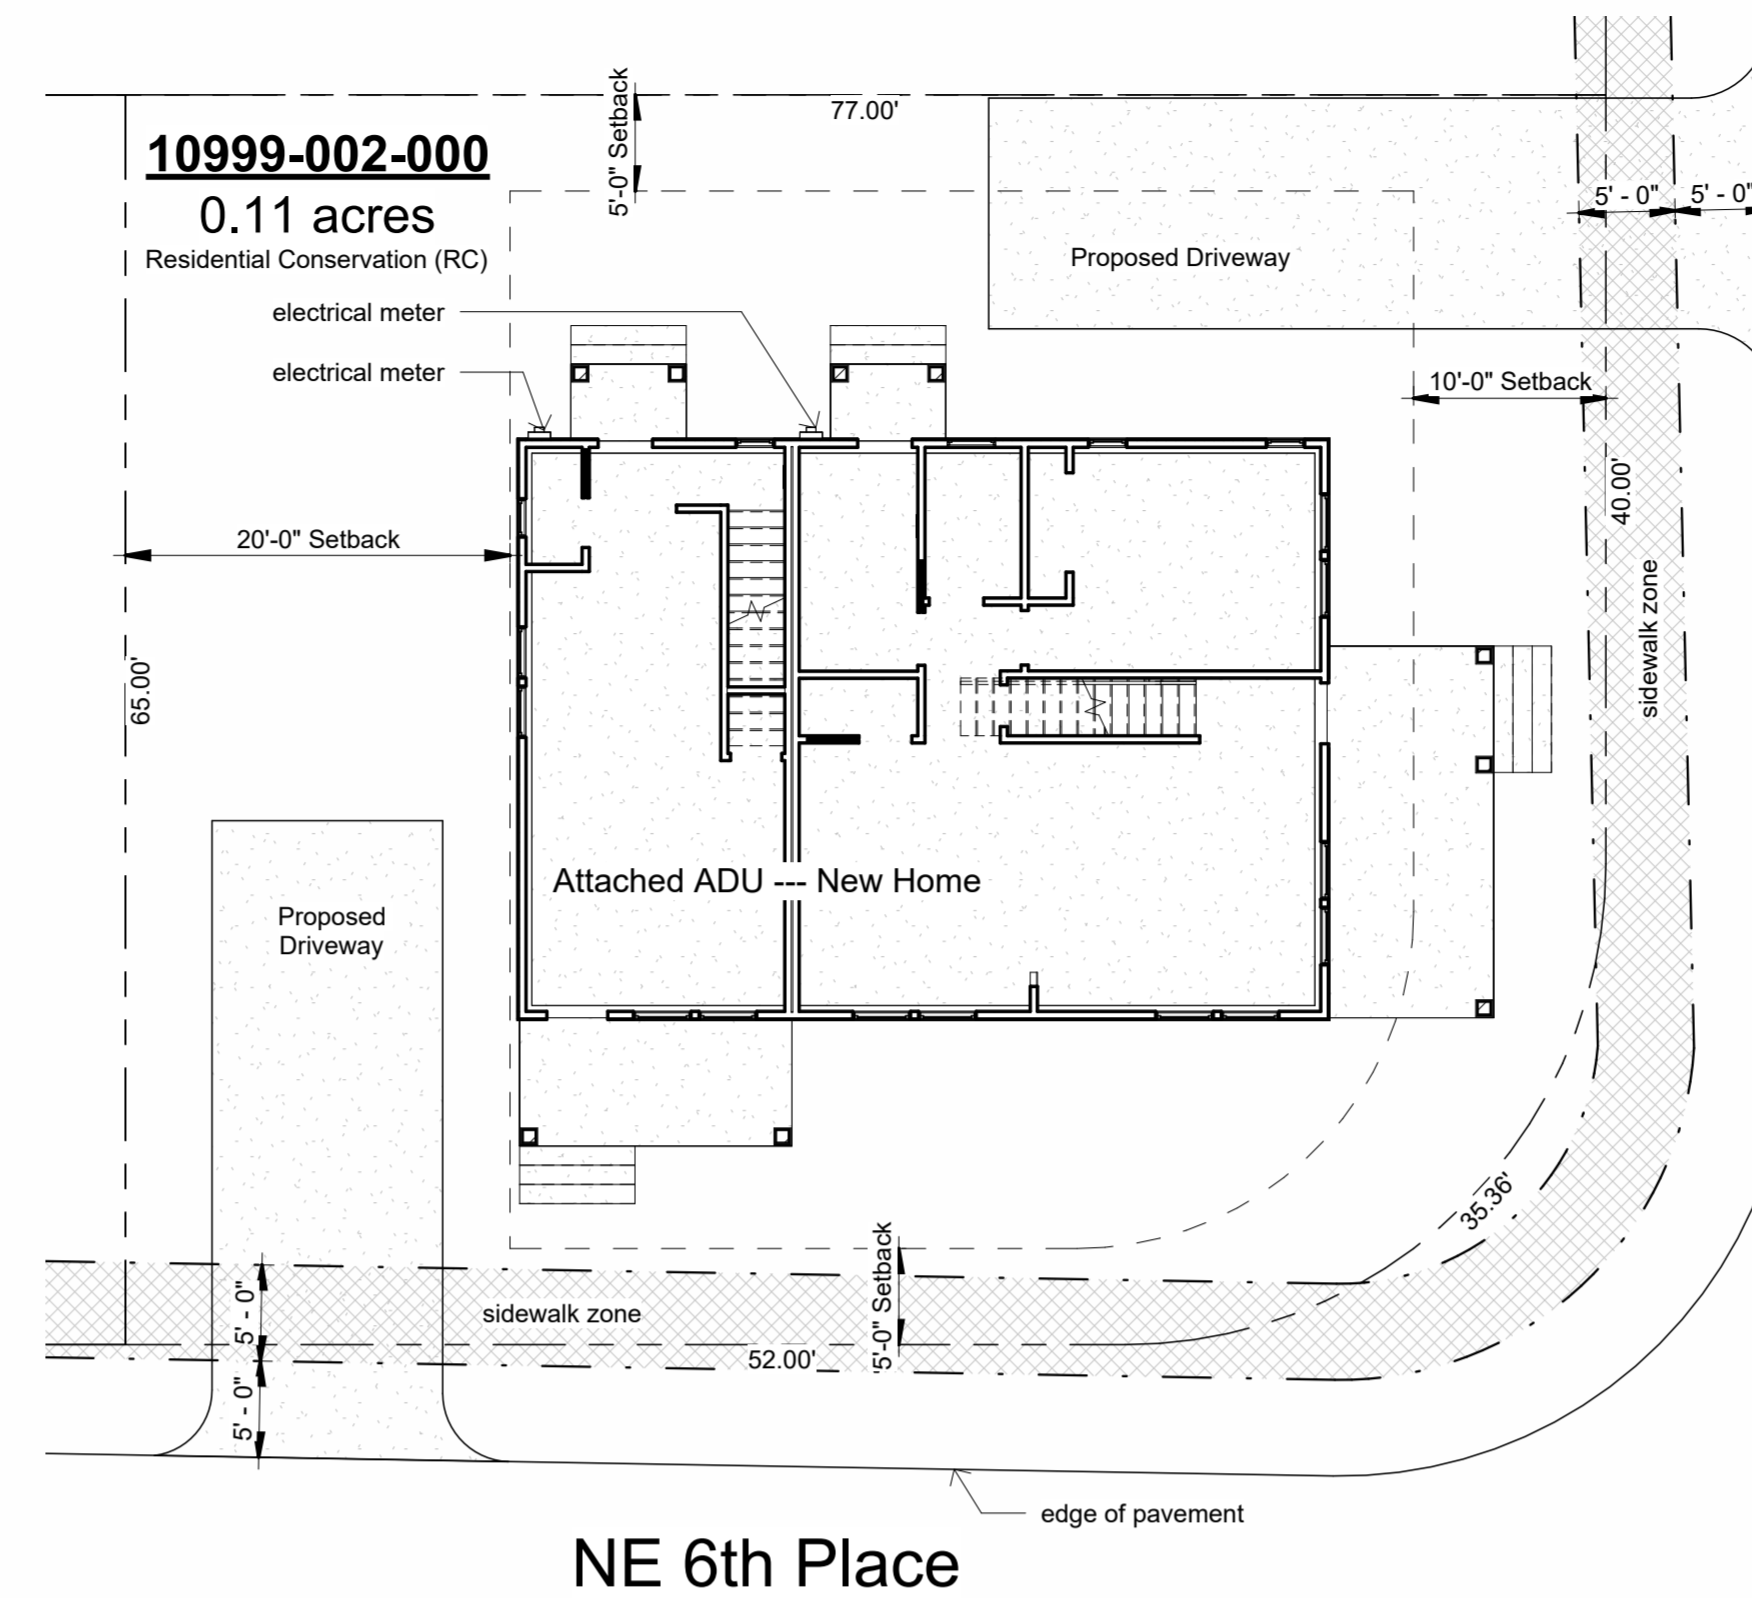 5'-0" Setback
77.00'
10999-002-000
0.11 acres
Residential Conservation (RC)
5' - 0"
5' - 0"
Proposed Driveway
electrical meter
electrical meter
10'-0" Setback
40.00'
20'-0" Setback
sidewalk zone
65.00'
Attached ADU --- New Home
Proposed
Driveway
35.36'
5'-0" Setback
5' - 0"
sidewalk zone
52.00'
5' - 0"
edge of pavement
NE 6th Place